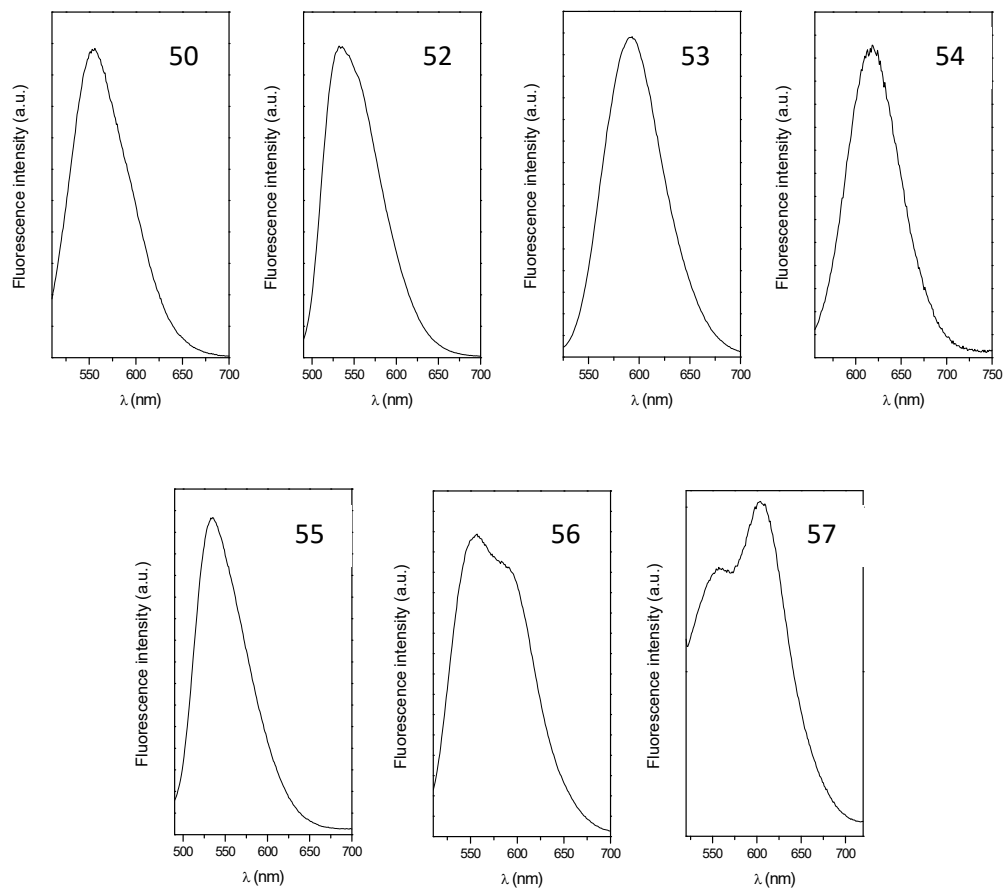 50
52
53
54
Fluorescence intensity (a.u.)
Fluorescence intensity (a.u.)
Fluorescence intensity (a.u.)
Fluorescence intensity (a.u.)
550 600 650 700
500 550 600 650 700
550 600 650 700
600 650 700 750
λ (nm)
λ (nm)
λ (nm)
λ (nm)
55
56
57
Fluorescence intensity (a.u.)
Fluorescence intensity (a.u.)
Fluorescence intensity (a.u.)
500 550 600 650 700
550 600 650 700
550 600 650 700
λ (nm)
λ (nm)
λ (nm)